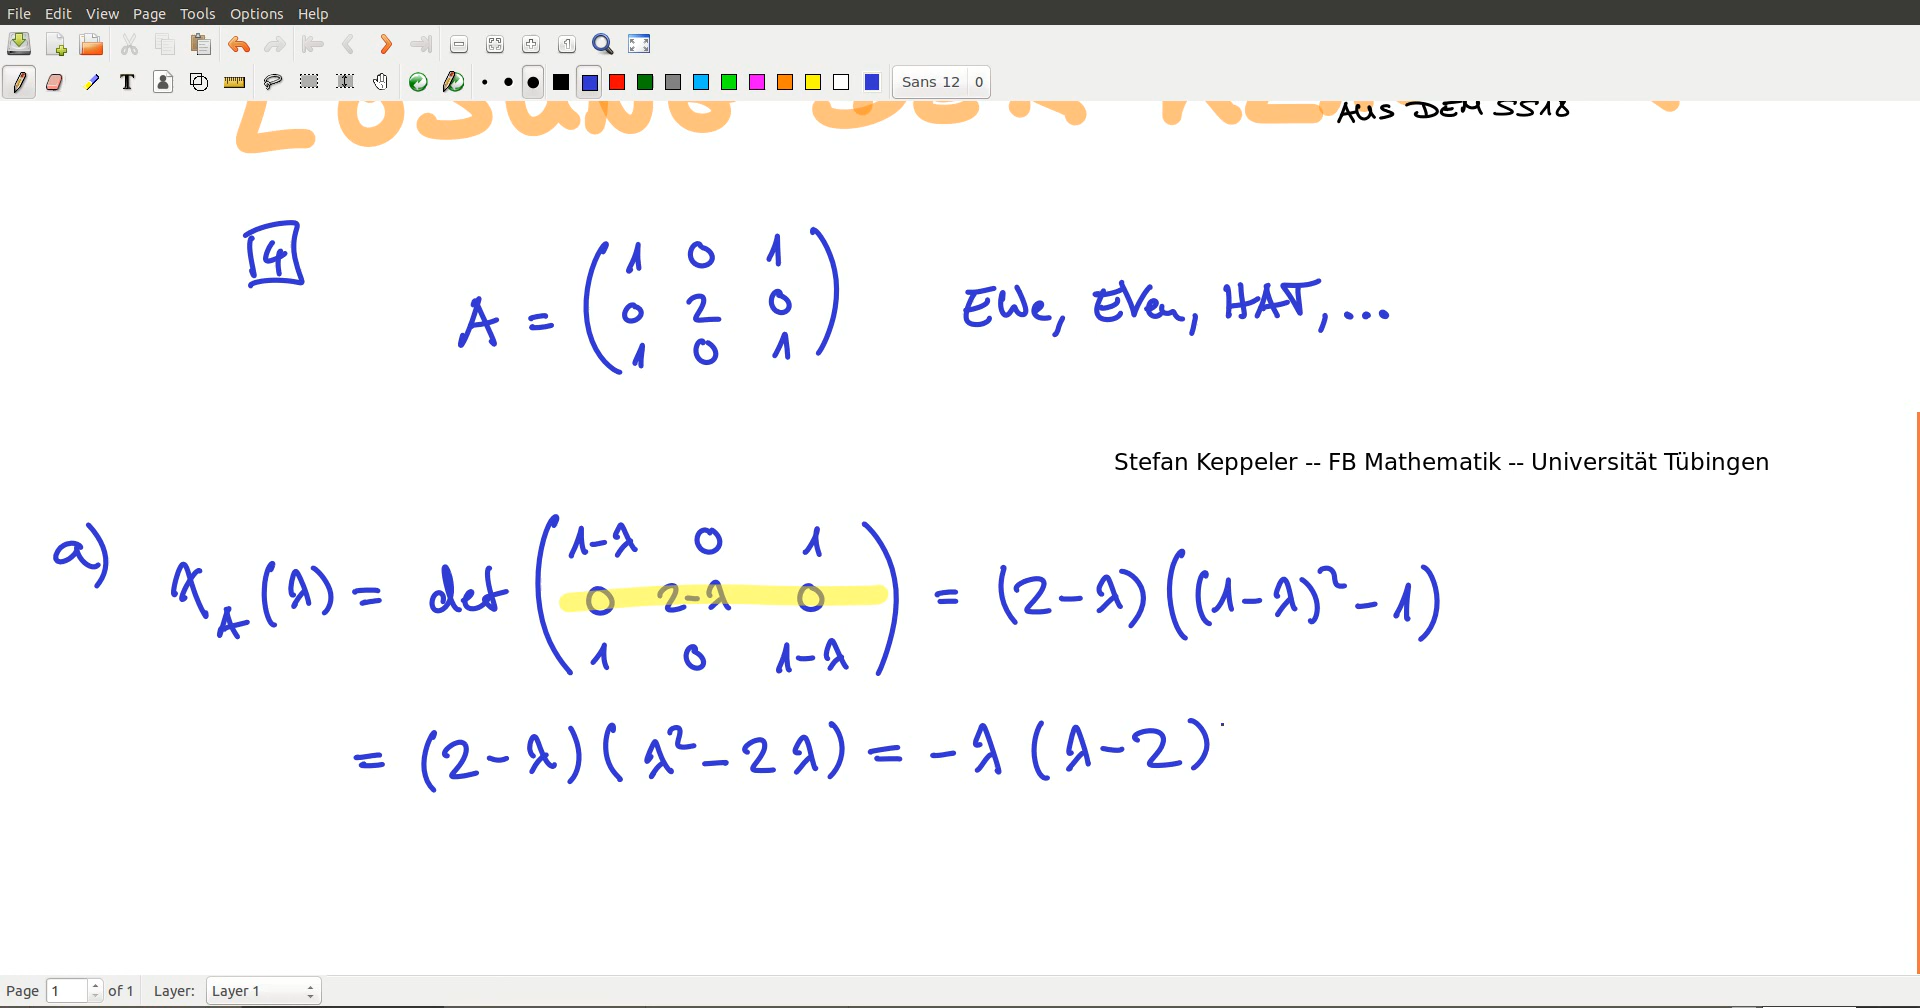 File Edit View Page Tools Options Help
Sans 12 0
AUS DEM SS18
4
A = ( 1 0 1
0 2 0
1 0 1 )
EWe, EVen, HAT, ...
Stefan Keppeler -- FB Mathematik -- Universität Tübingen
a) χ_A(λ) = det ( 1-λ 0 1
0 2-λ 0
1 0 1-λ ) = (2-λ)((1-λ)²-1)
= (2-λ)(λ²-2λ) = -λ(λ-2)
Page 1 of 1 Layer: Layer 1